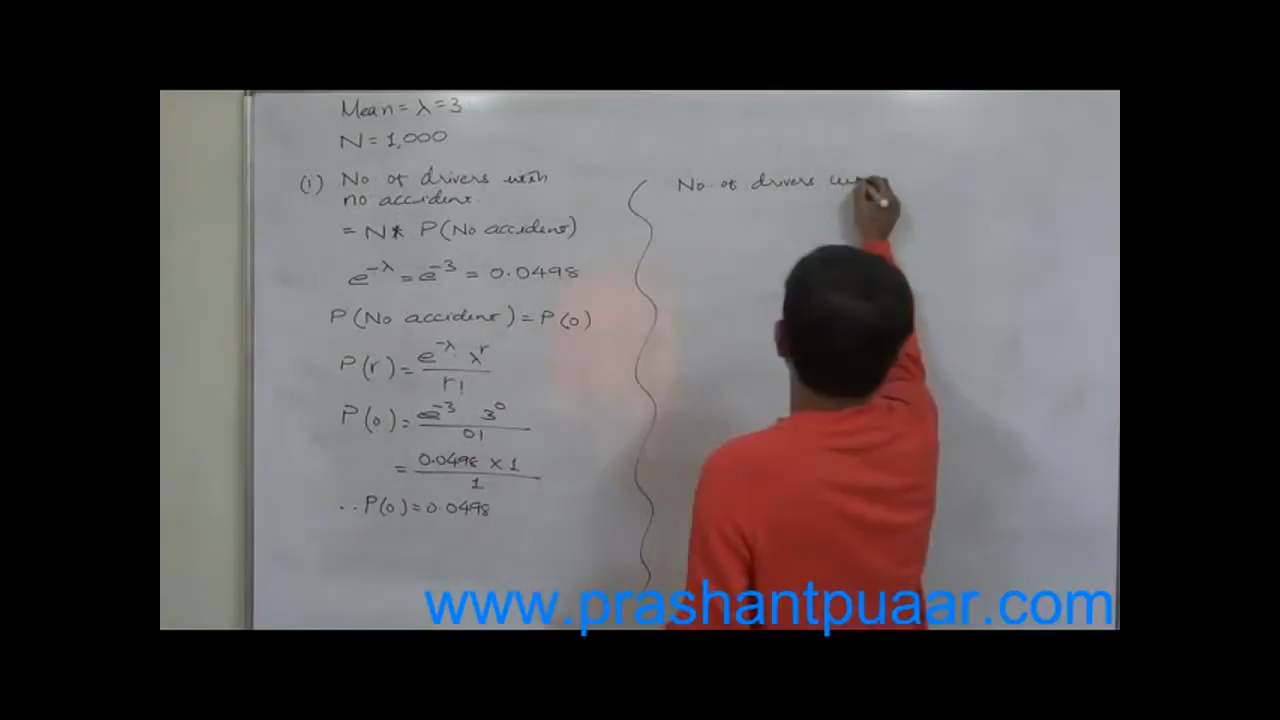 Mean = λ = 3
N = 1,000
(i) No. of drivers with
no accident.
= N * P(No accident)
e^-λ = e^-3 = 0.0498
P(No accident) = P(0)
P(r) = e^-λ λ^r / r!
P(0) = e^-3 3^0 / 0!
= 0.0498 × 1 / 1
∴ P(0) = 0.0498
No. of drivers
www.prashantpuaar.com